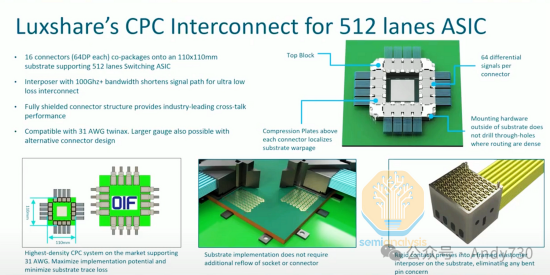 Luxshare's CPC Interconnect for 512 lanes ASIC
16 connectors (64DP each) co-packages onto an 110x110mm
substrate supporting 512 lanes Switching ASIC
Interposer with 100Ghz+ bandwidth shortens signal path for ultra low
loss interconnect
Fully shielded connector structure provides industry-leading cross-talk
performance
Compatible with 31 AWG twinax. Larger gauge also possible with
alternative connector design
Top Block
64 differential
signals per
connector
Compression Plates above
each connector localizes
substrate warpage
Mounting hardware
outside of substrate does
not drill through-holes
where routing are dense
110mm
110mm
OIF
Highest-density CPC system on the market supporting
31 AWG. Maximize implementation potential and
minimize substrate trace loss
Substrate implementation does not require
additional reflow of socket or connector
semianalysis
Rigid contacts presses into a framed elastomer
interposer on the substrate, eliminating any bent
pin concern
Andy730